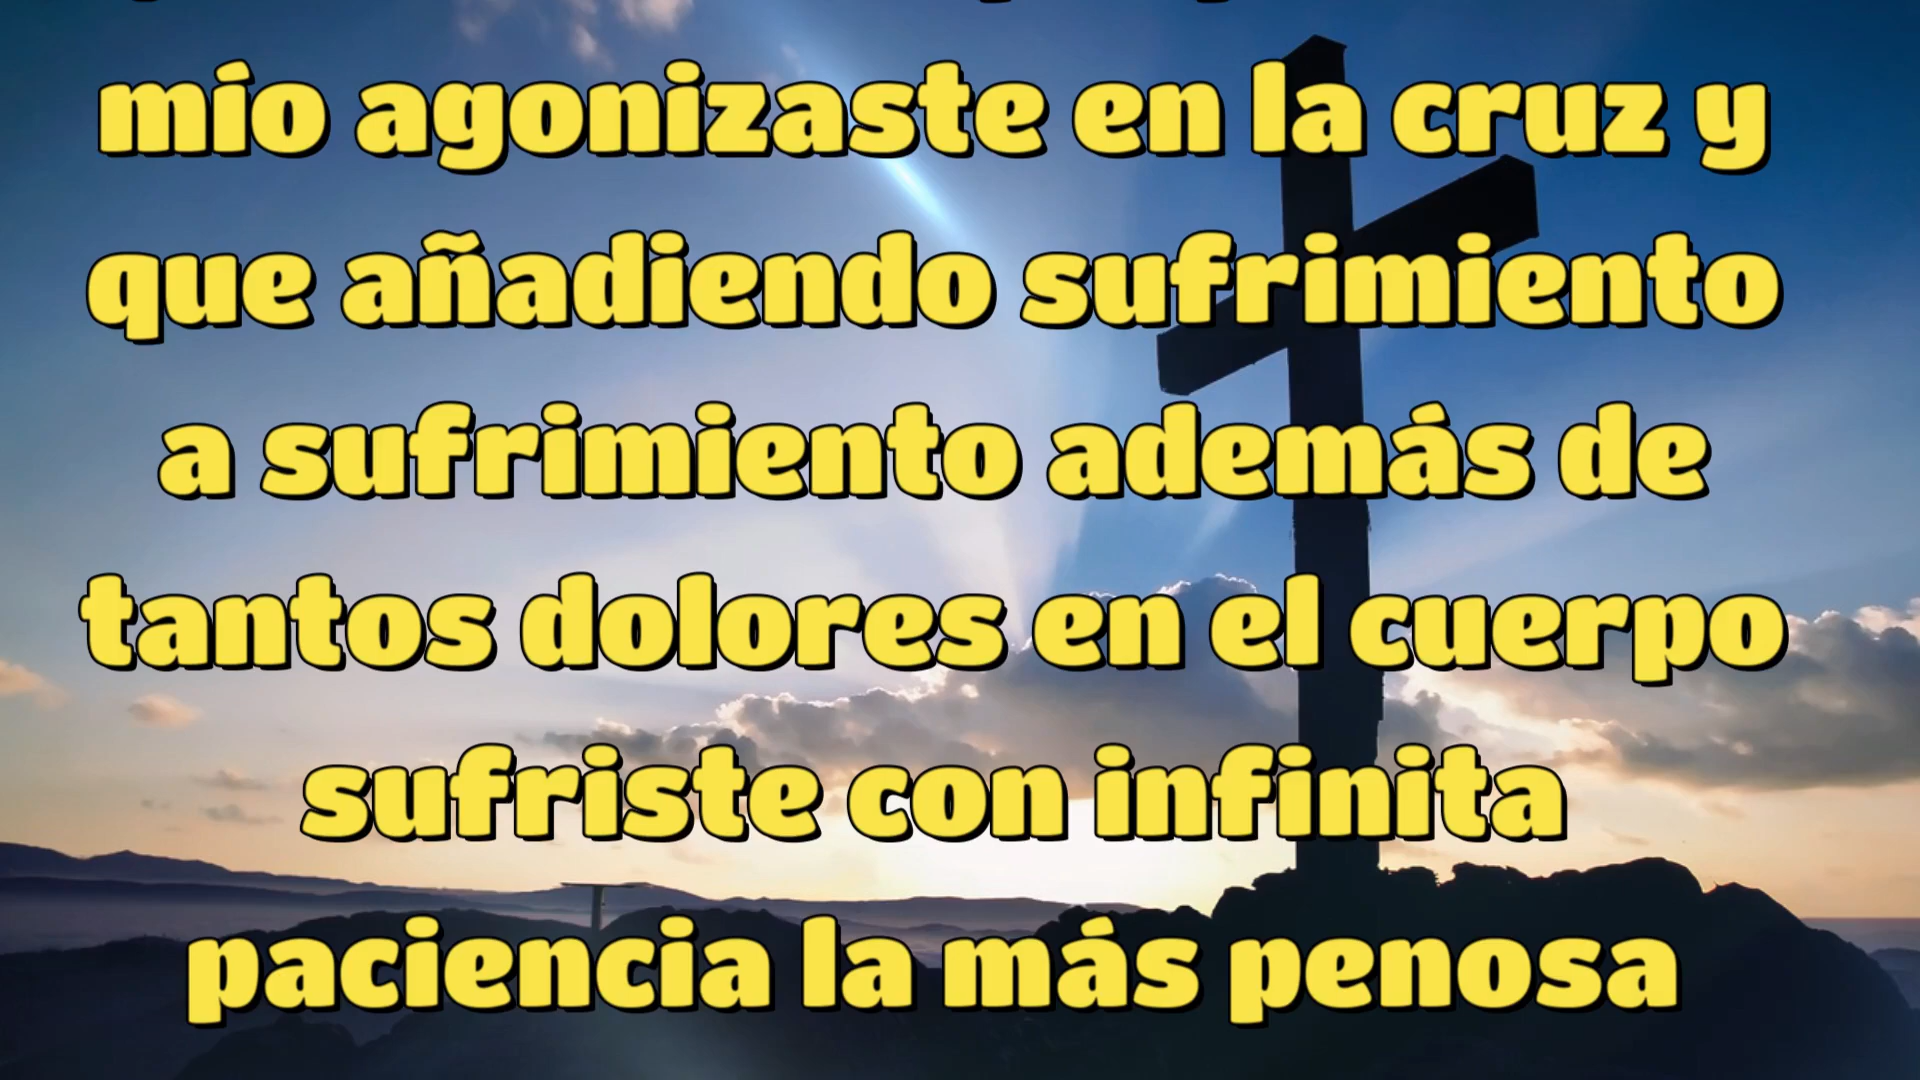 mío agonizaste en la cruz y
que añadiendo sufrimiento
a sufrimiento además de
tantos dolores en el cuerpo
sufriste con infinita
paciencia la más penosa